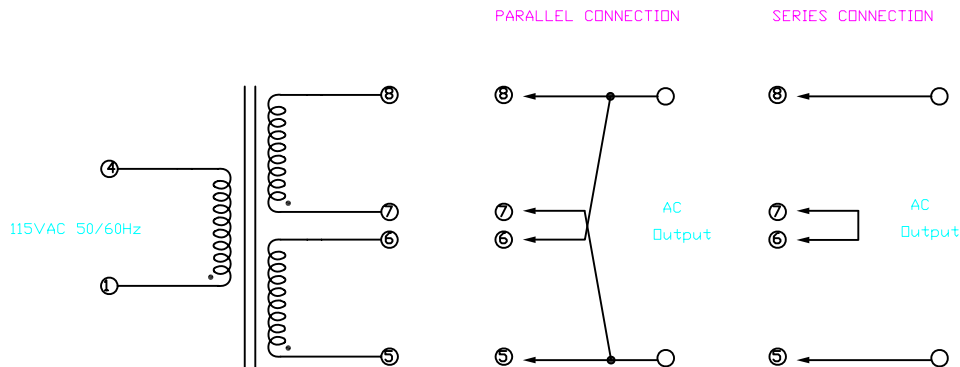 PARALLEL CONNECTION
SERIES CONNECTION
8
8
8
4
7
7
7
AC
AC
115VAC 50/60Hz
6
6
6
Output
Output
1
5
5
5